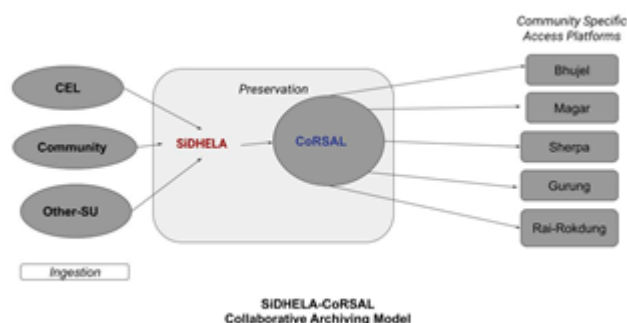 Community Specific
Access Platforms
CEL
Community
Other-SU
Ingestion
Preservation
SiDHELA
CoRSAL
Bhujel
Magar
Sherpa
Gurung
Rai-Rokdung
SiDHELA-CoRSAL
Collaborative Archiving Model